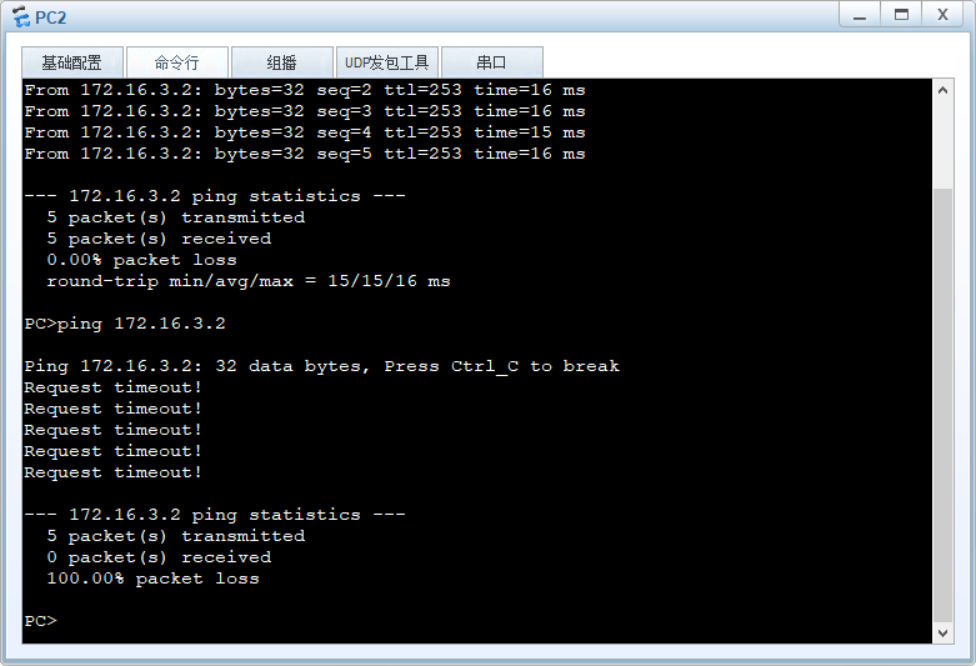 PC2
基础配置 命令行 组播 UDP发包工具 串口
From 172.16.3.2: bytes=32 seq=2 ttl=253 time=16 ms
From 172.16.3.2: bytes=32 seq=3 ttl=253 time=16 ms
From 172.16.3.2: bytes=32 seq=4 ttl=253 time=15 ms
From 172.16.3.2: bytes=32 seq=5 ttl=253 time=16 ms
--- 172.16.3.2 ping statistics ---
5 packet(s) transmitted
5 packet(s) received
0.00% packet loss
round-trip min/avg/max = 15/15/16 ms
PC>ping 172.16.3.2
Ping 172.16.3.2: 32 data bytes, Press Ctrl_C to break
Request timeout!
Request timeout!
Request timeout!
Request timeout!
Request timeout!
--- 172.16.3.2 ping statistics ---
5 packet(s) transmitted
0 packet(s) received
100.00% packet loss
PC>